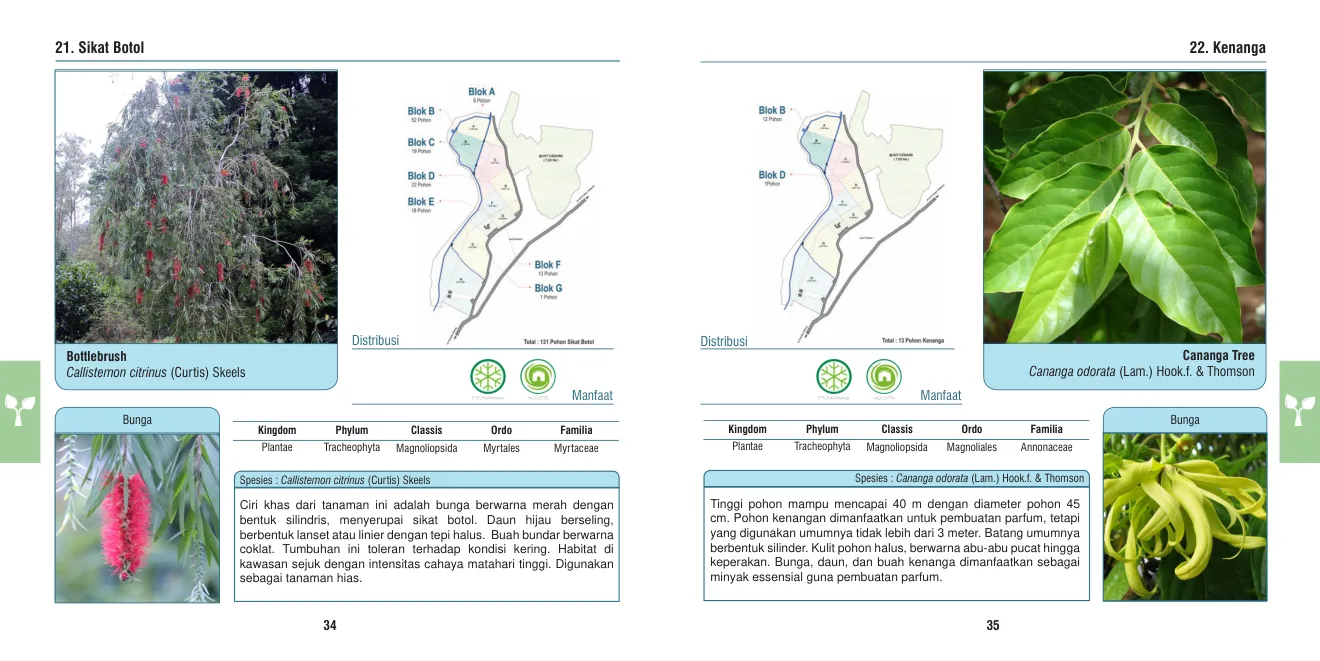 21. Sikat Botol
Bottlebrush
Callistemon citrinus (Curtis) Skeels
Blok A
6 Pohon
Blok B
52 Pohon
Blok C
19 Pohon
Blok D
22 Pohon
Blok E
18 Pohon
Blok F
13 Pohon
Blok G
1 Pohon
Distribusi
Total : 131 Pohon Sikat Botol
Manfaat
Bunga
Kingdom Phylum Classis Ordo Familia
Plantae Tracheophyta Magnoliopsida Myrtales Myrtaceae
Spesies : Callistemon citrinus (Curtis) Skeels
Ciri khas dari tanaman ini adalah bunga berwarna merah dengan
bentuk silindris, menyerupai sikat botol. Daun hijau berseling,
berbentuk lanset atau linier dengan tepi halus. Buah bundar berwarna
coklat. Tumbuhan ini toleran terhadap kondisi kering. Habitat di
kawasan sejuk dengan intensitas cahaya matahari tinggi. Digunakan
sebagai tanaman hias.
34
22. Kenanga
Blok B
12 Pohon
Blok D
1Pohon
Distribusi
Total : 13 Pohon Kenanga
Manfaat
Cananga Tree
Cananga odorata (Lam.) Hook.f. & Thomson
Kingdom Phylum Classis Ordo Familia
Plantae Tracheophyta Magnoliopsida Magnoliales Annonaceae
Bunga
Spesies : Cananga odorata (Lam.) Hook.f. & Thomson
Tinggi pohon mampu mencapai 40 m dengan diameter pohon 45
cm. Pohon kenangan dimanfaatkan untuk pembuatan parfum, tetapi
yang digunakan umumnya tidak lebih dari 3 meter. Batang umumnya
berbentuk silinder. Kulit pohon halus, berwarna abu-abu pucat hingga
keperakan. Bunga, daun, dan buah kenanga dimanfaatkan sebagai
minyak essensial guna pembuatan parfum.
35